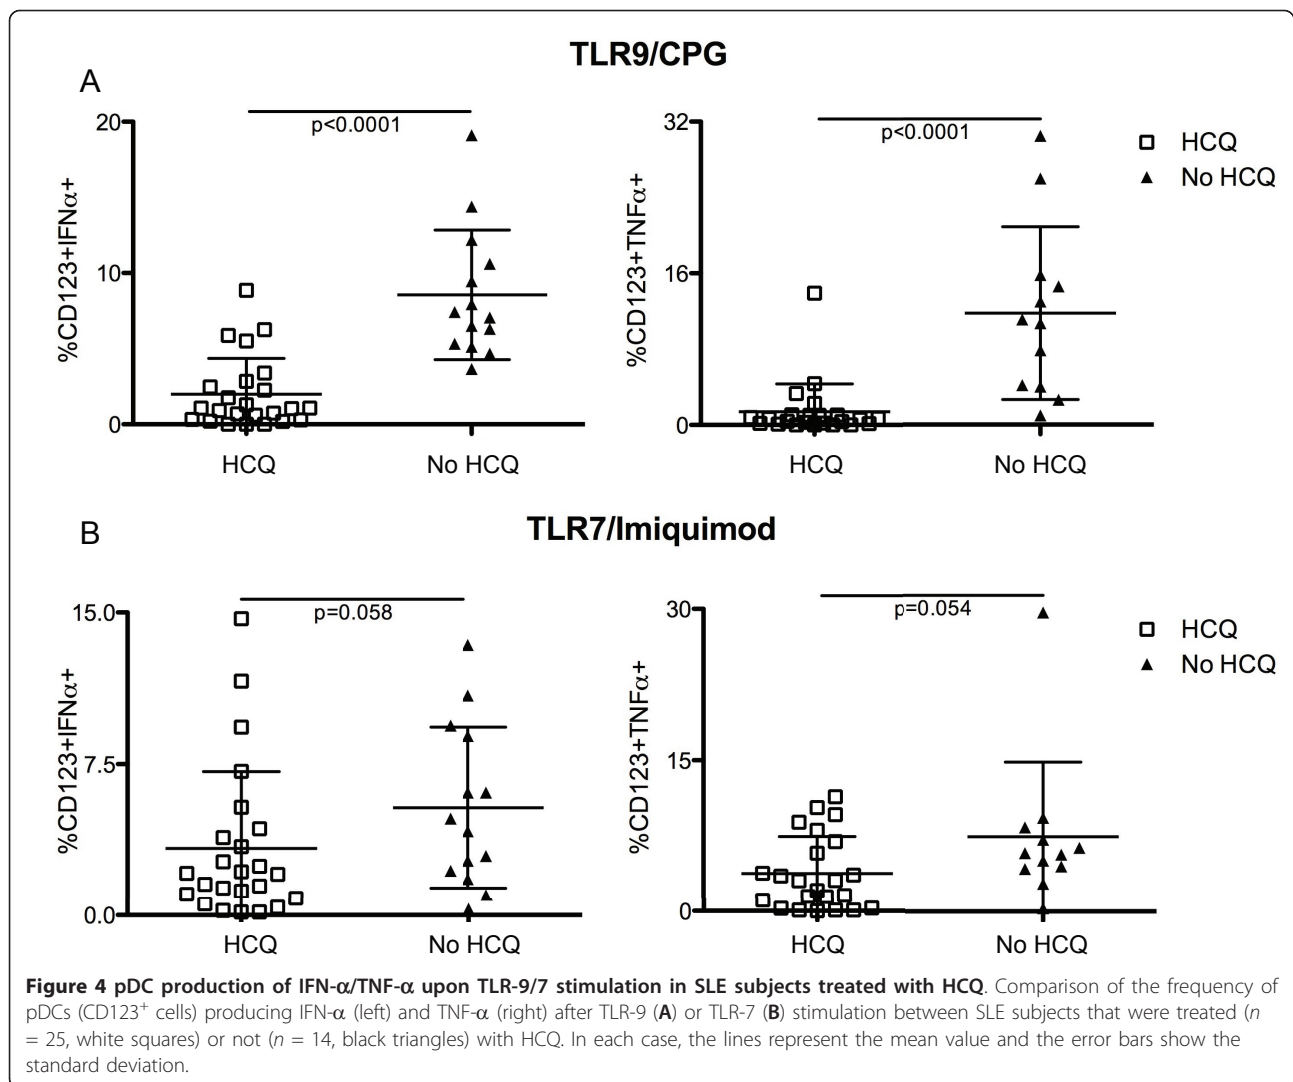 TLR9/CPG
A
20
10
0
%CD123+IFNα+
p<0.0001
HCQ
No HCQ
32
16
0
%CD123+TNFα+
p<0.0001
HCQ
No HCQ
HCQ
No HCQ
B
TLR7/Imiquimod
15.0
7.5
0.0
%CD123+IFNα+
p=0.058
HCQ
No HCQ
30
15
0
%CD123+TNFα+
p=0.054
HCQ
No HCQ
HCQ
No HCQ
Figure 4 pDC production of IFN-α/TNF-α upon TLR-9/7 stimulation in SLE subjects treated with HCQ. Comparison of the frequency of
pDCs (CD123⁺ cells) producing IFN-α (left) and TNF-α (right) after TLR-9 (A) or TLR-7 (B) stimulation between SLE subjects that were treated (n
= 25, white squares) or not (n = 14, black triangles) with HCQ. In each case, the lines represent the mean value and the error bars show the
standard deviation.